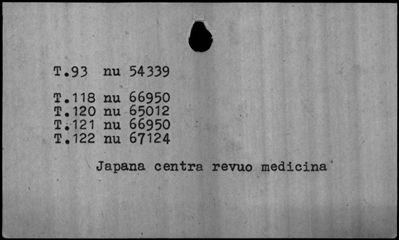 T.93 nu 54339
T.118 nu 66950
T.120 nu 65012
T.121 nu 66950
T.122 nu 67124
Japana centra revuo medicina